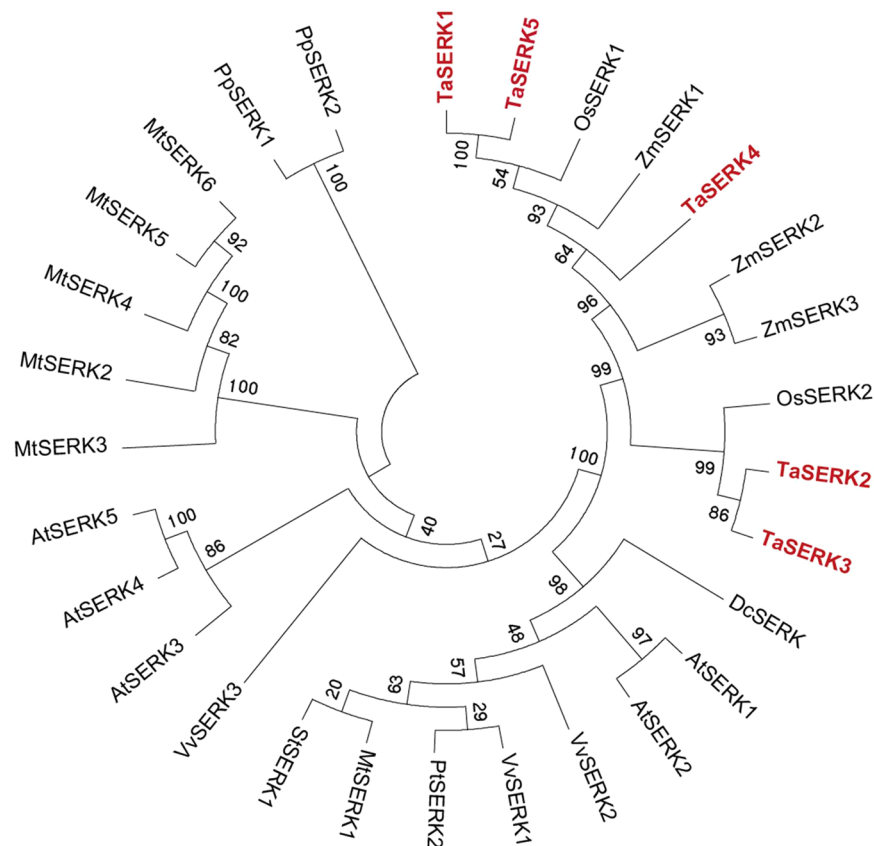 TaSERK1
TaSERK5
OsSERK1
ZmSERK1
TaSERK4
ZmSERK2
ZmSERK3
OsSERK2
TaSERK2
TaSERK3
DcSERK
AtSERK1
AtSERK2
VvSERK2
VvSERK1
PtSERK2
MtSERK1
StSERK1
VvSERK3
AtSERK3
AtSERK4
AtSERK5
MtSERK3
MtSERK2
MtSERK4
MtSERK5
MtSERK6
PpSERK1
PpSERK2
100
54
93
64
96
93
99
99
86
100
98
97
48
57
63
29
20
27
40
86
100
100
82
100
92
100